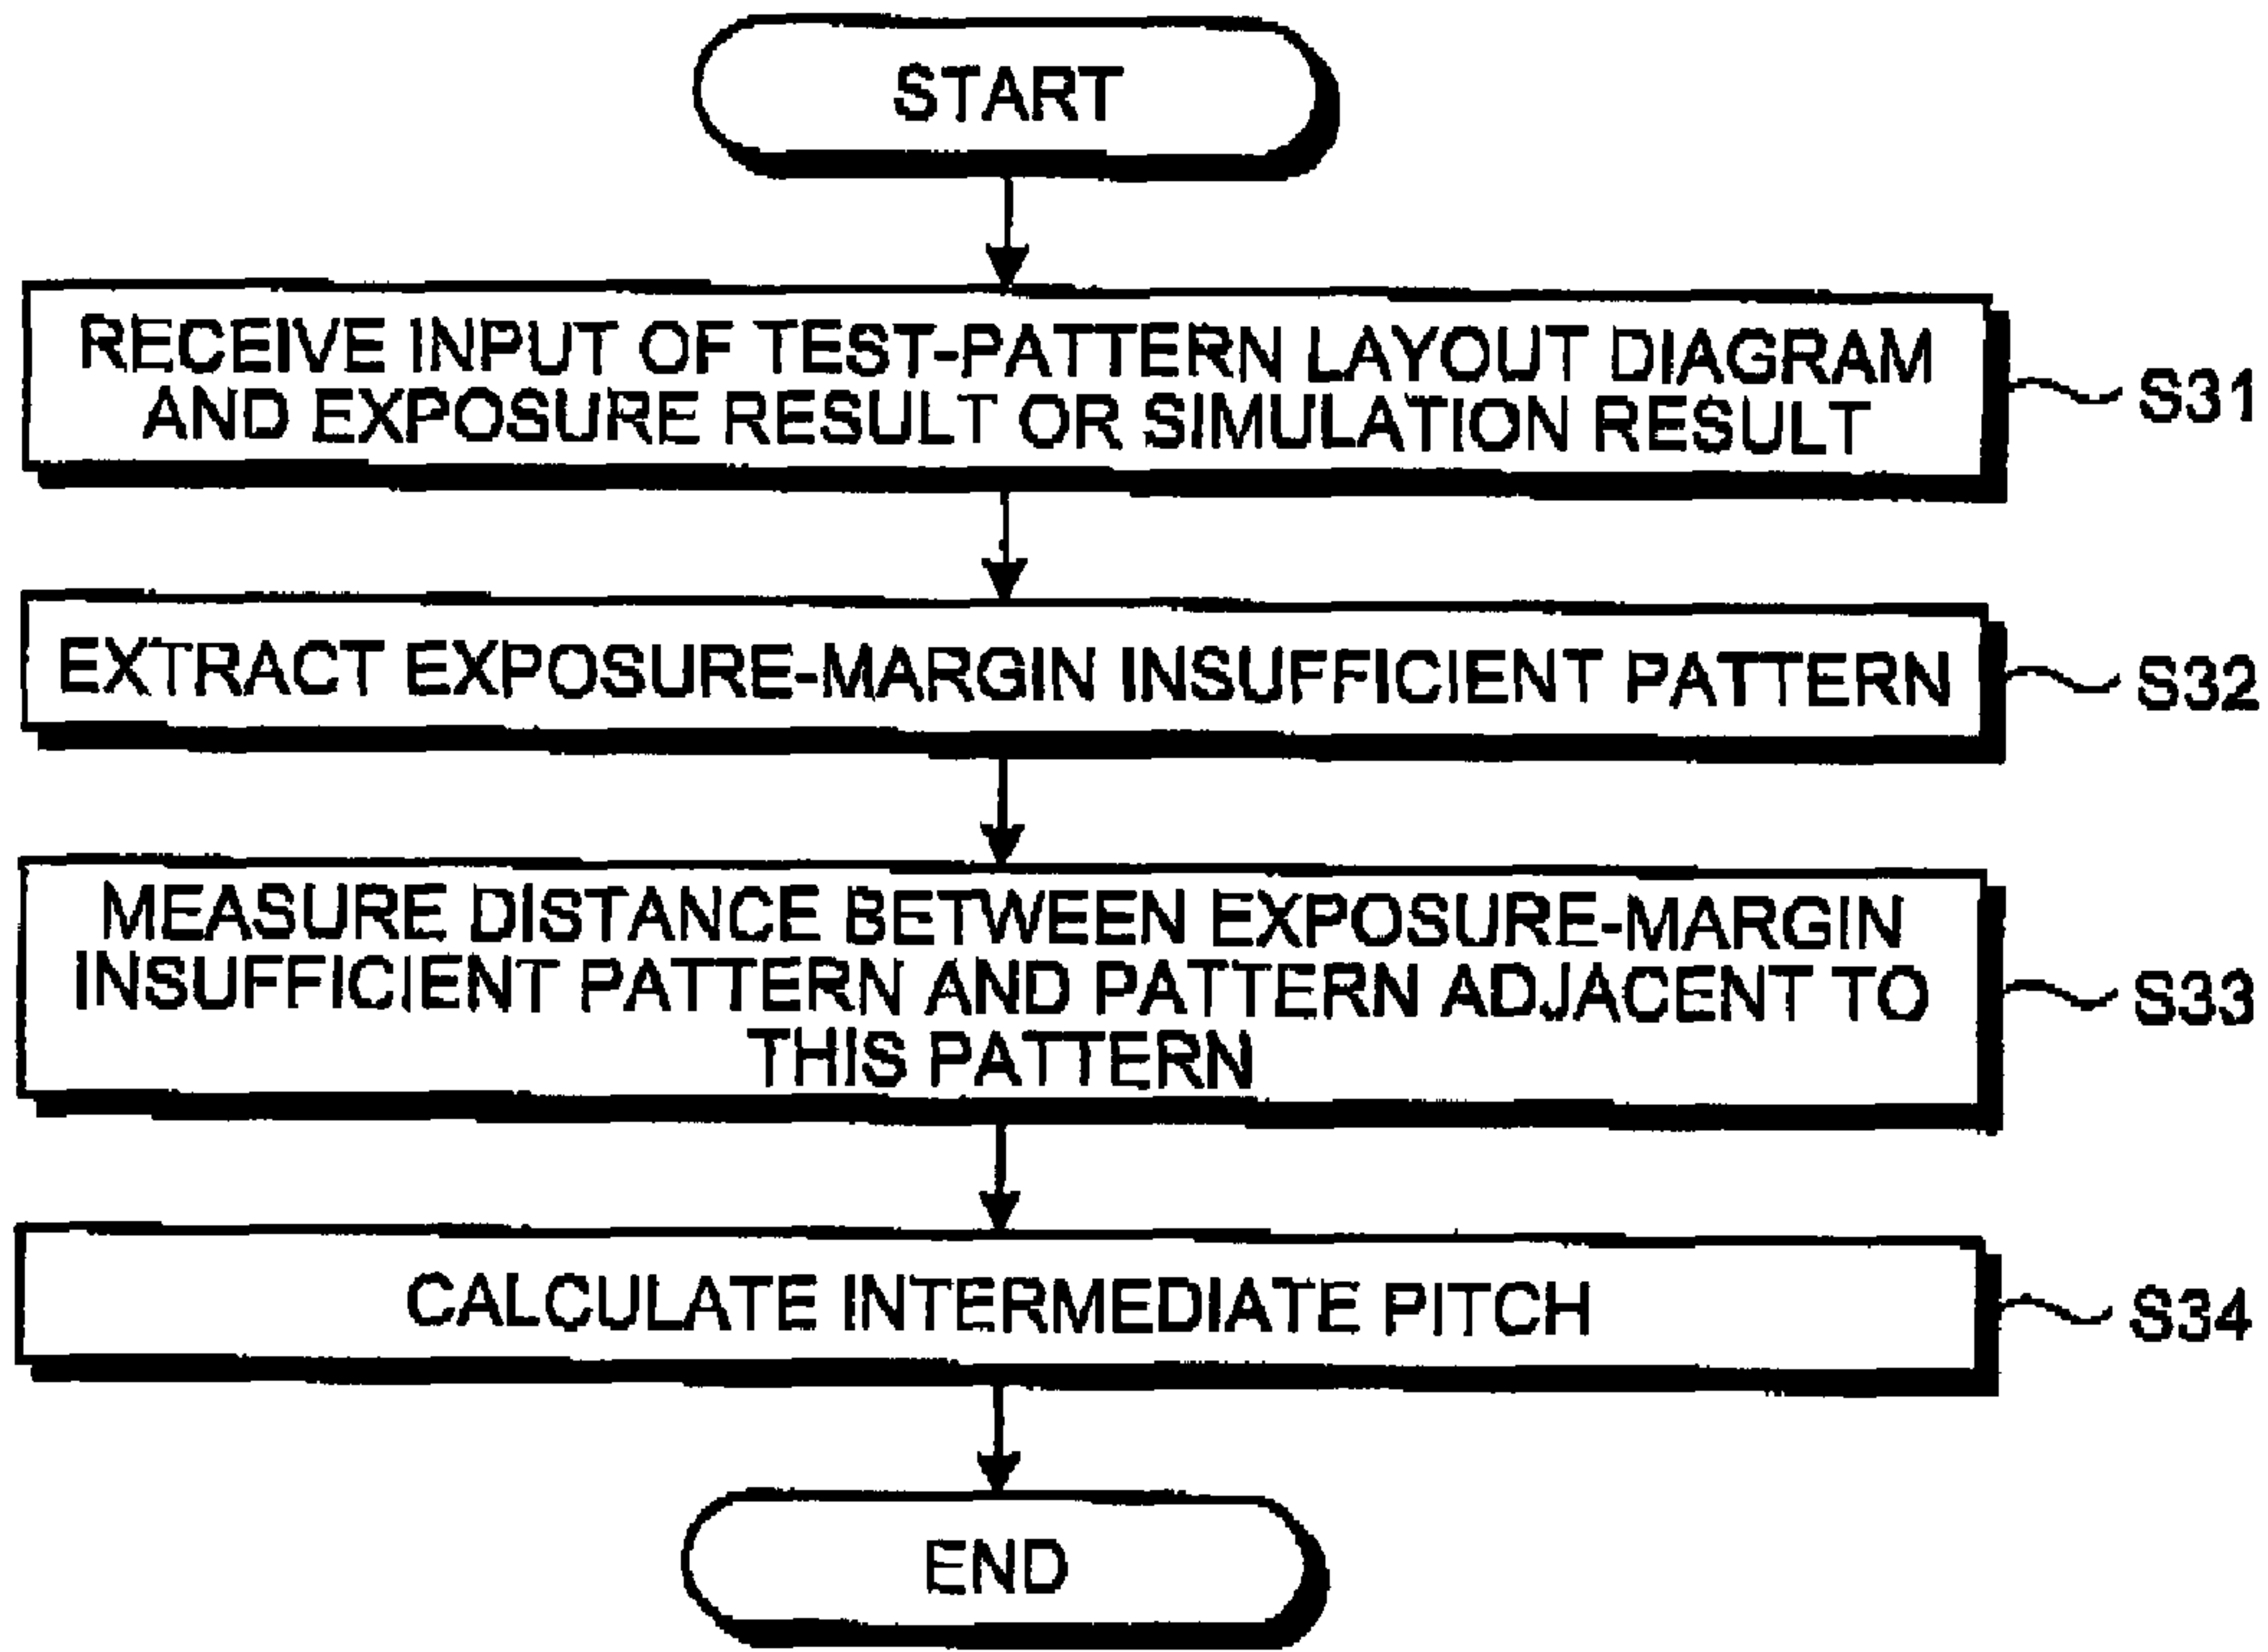 START
RECEIVE INPUT OF TEST-PATTERN LAYOUT DIAGRAM
AND EXPOSURE RESULT OR SIMULATION RESULT
S31
EXTRACT EXPOSURE-MARGIN INSUFFICIENT PATTERN
S32
MEASURE DISTANCE BETWEEN EXPOSURE-MARGIN
INSUFFICIENT PATTERN AND PATTERN ADJACENT TO
THIS PATTERN
S33
CALCULATE INTERMEDIATE PITCH
S34
END